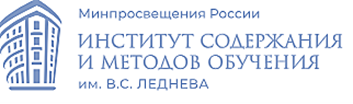 Минпросвещения России
ИНСТИТУТ СОДЕРЖАНИЯ
И МЕТОДОВ ОБУЧЕНИЯ
им. В.С. ЛЕДНЕВА